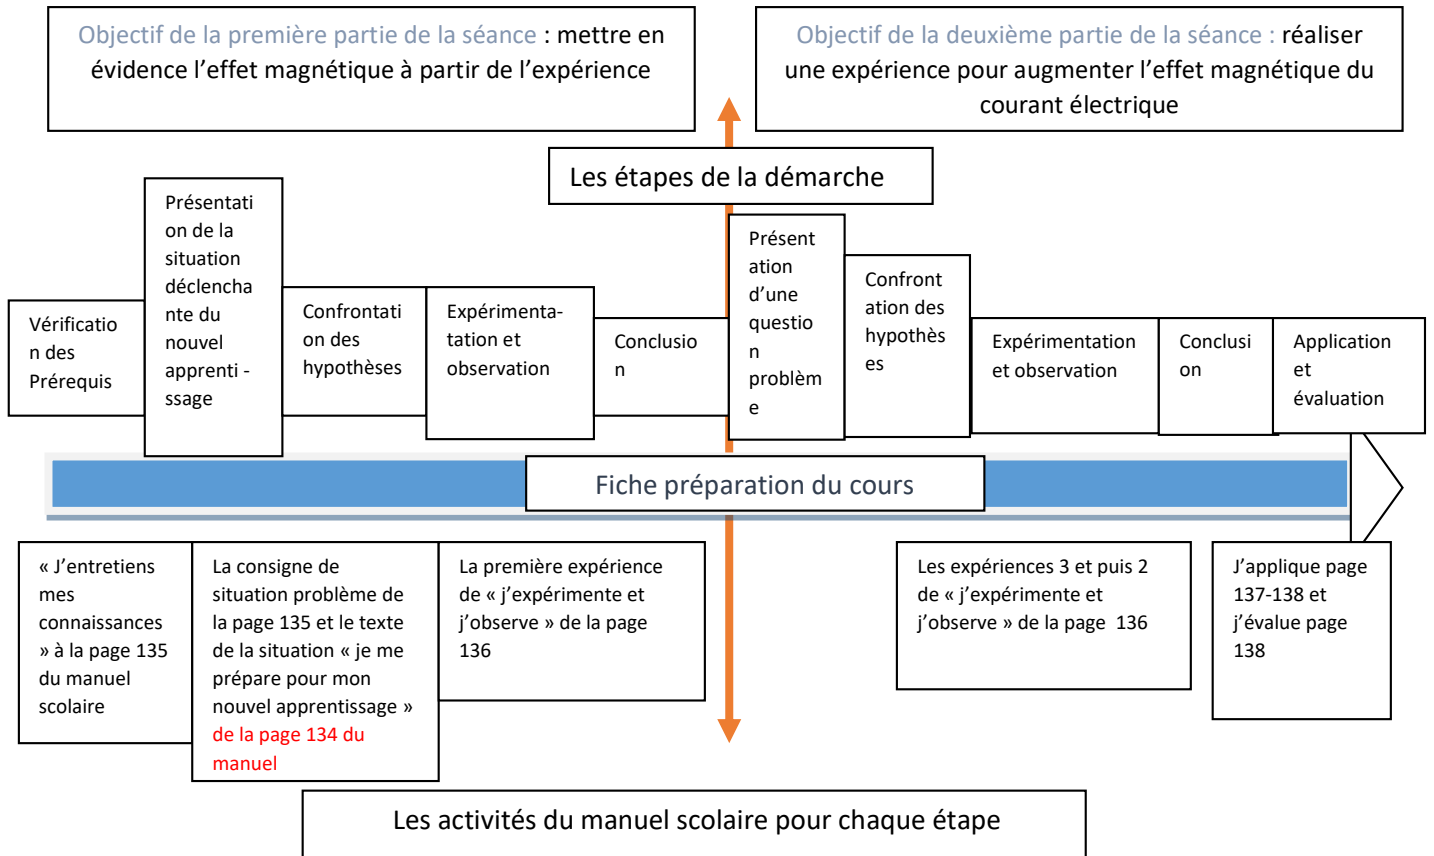 Objectif de la première partie de la séance : mettre en
évidence l’effet magnétique à partir de l’expérience
Objectif de la deuxième partie de la séance : réaliser
une expérience pour augmenter l’effet magnétique du
courant électrique
Les étapes de la démarche
Vérificatio
n des
Prérequis
Présentati
on de la
situation
déclencha
nte du
nouvel
apprenti -
ssage
Confrontati
on des
hypothèses
Expérimenta-
tation et
observation
Conclusio
n
Présent
ation
d’une
questio
n
problèm
e
Confront
ation des
hypothès
es
Expérimentation
et observation
Conclusi
on
Application
et
évaluation
Fiche préparation du cours
« J’entretiens
mes
connaissances
» à la page 135
du manuel
scolaire
La consigne de
situation problème de
la page 135 et le texte
de la situation « je me
prépare pour mon
nouvel apprentissage »
de la page 134 du
manuel
La première expérience
de « j’expérimente et
j’observe » de la page
136
Les expériences 3 et puis 2
de « j’expérimente et
j’observe » de la page 136
J’applique page
137-138 et
j’évalue page
138
Les activités du manuel scolaire pour chaque étape